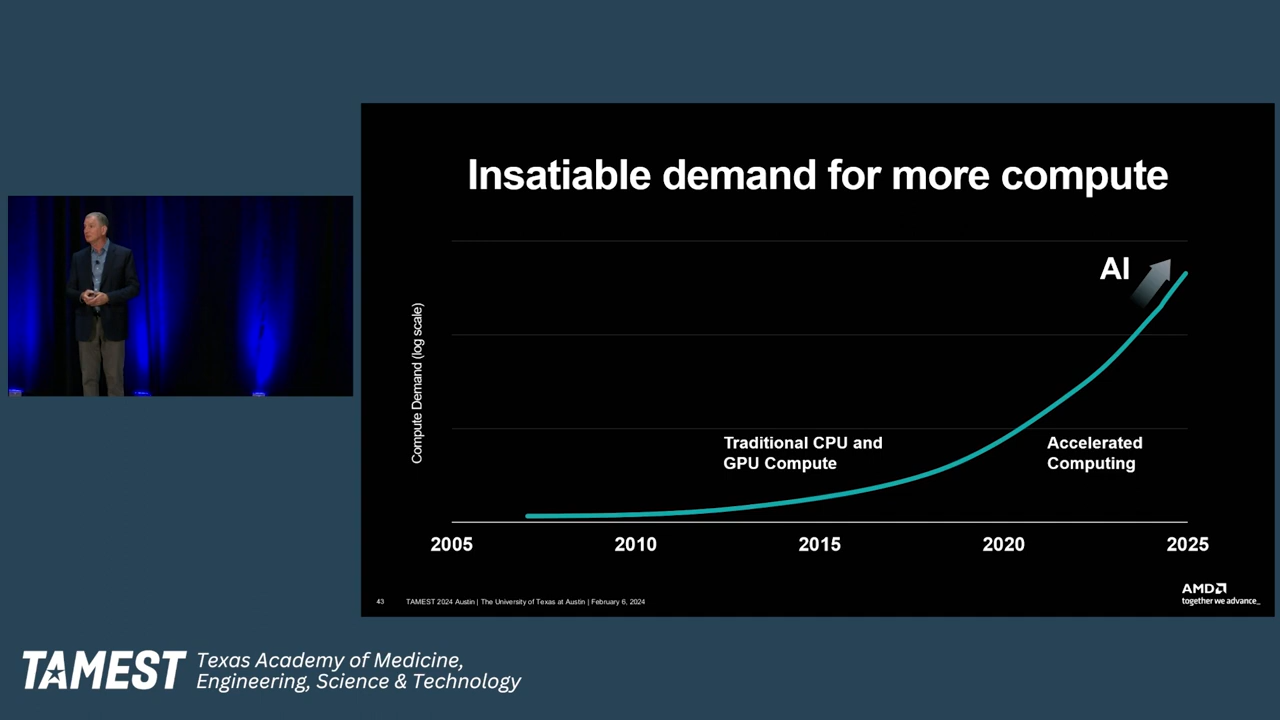 Insatiable demand for more compute
AI
Compute Demand (log scale)
Traditional CPU and
GPU Compute
Accelerated
Computing
2005 2010 2015 2020 2025
43 TAMEST 2024 Austin | The University of Texas at Austin | February 6, 2024
AMD
together we advance_
TAMEST
Texas Academy of Medicine,
Engineering, Science & Technology